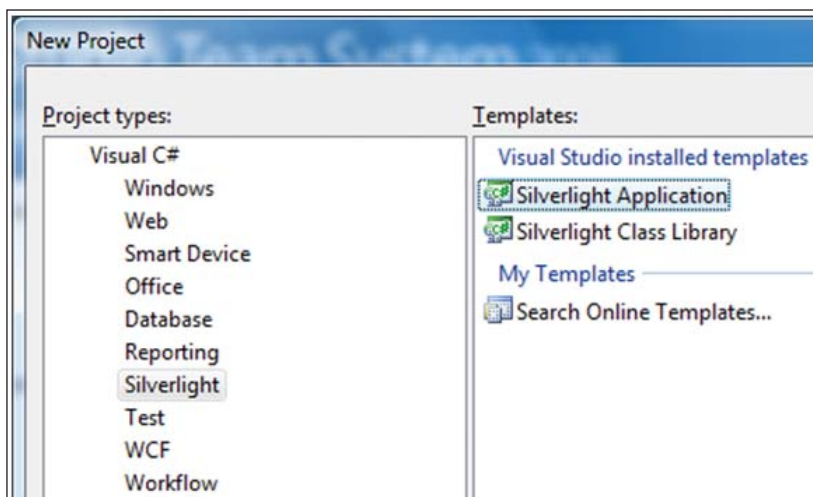 New Project
Project types:
Visual C#
Windows
Web
Smart Device
Office
Database
Reporting
Silverlight
Test
WCF
Workflow
Templates:
Visual Studio installed templates
Silverlight Application
Silverlight Class Library
My Templates
Search Online Templates...